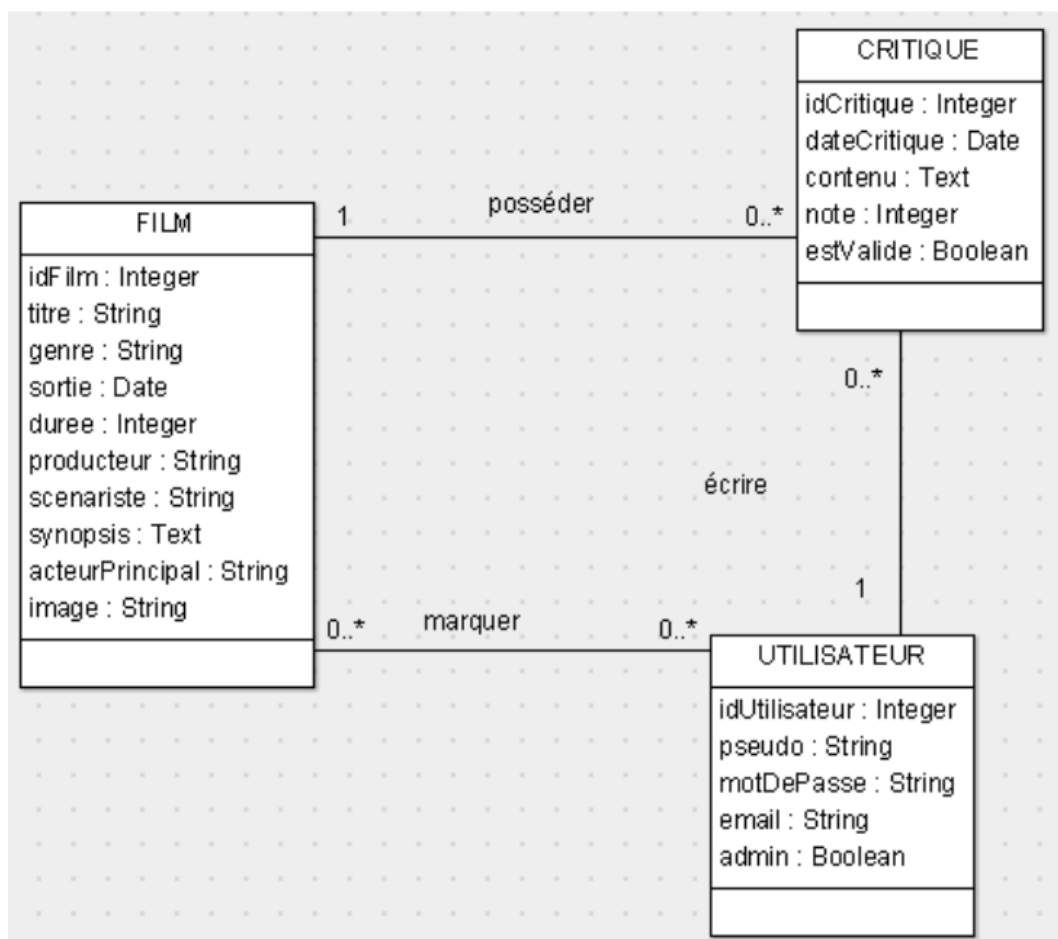 CRITIQUE
idCritique : Integer
dateCritique : Date
contenu : Text
note : Integer
estValide : Boolean
1
posséder
0..*
FILM
idFilm : Integer
titre : String
genre : String
sortie : Date
duree : Integer
producteur : String
scenariste : String
synopsis : Text
acteurPrincipal : String
image : String
0..*
écrire
1
0..*
marquer
0..*
UTILISATEUR
idUtilisateur : Integer
pseudo : String
motDePasse : String
email : String
admin : Boolean